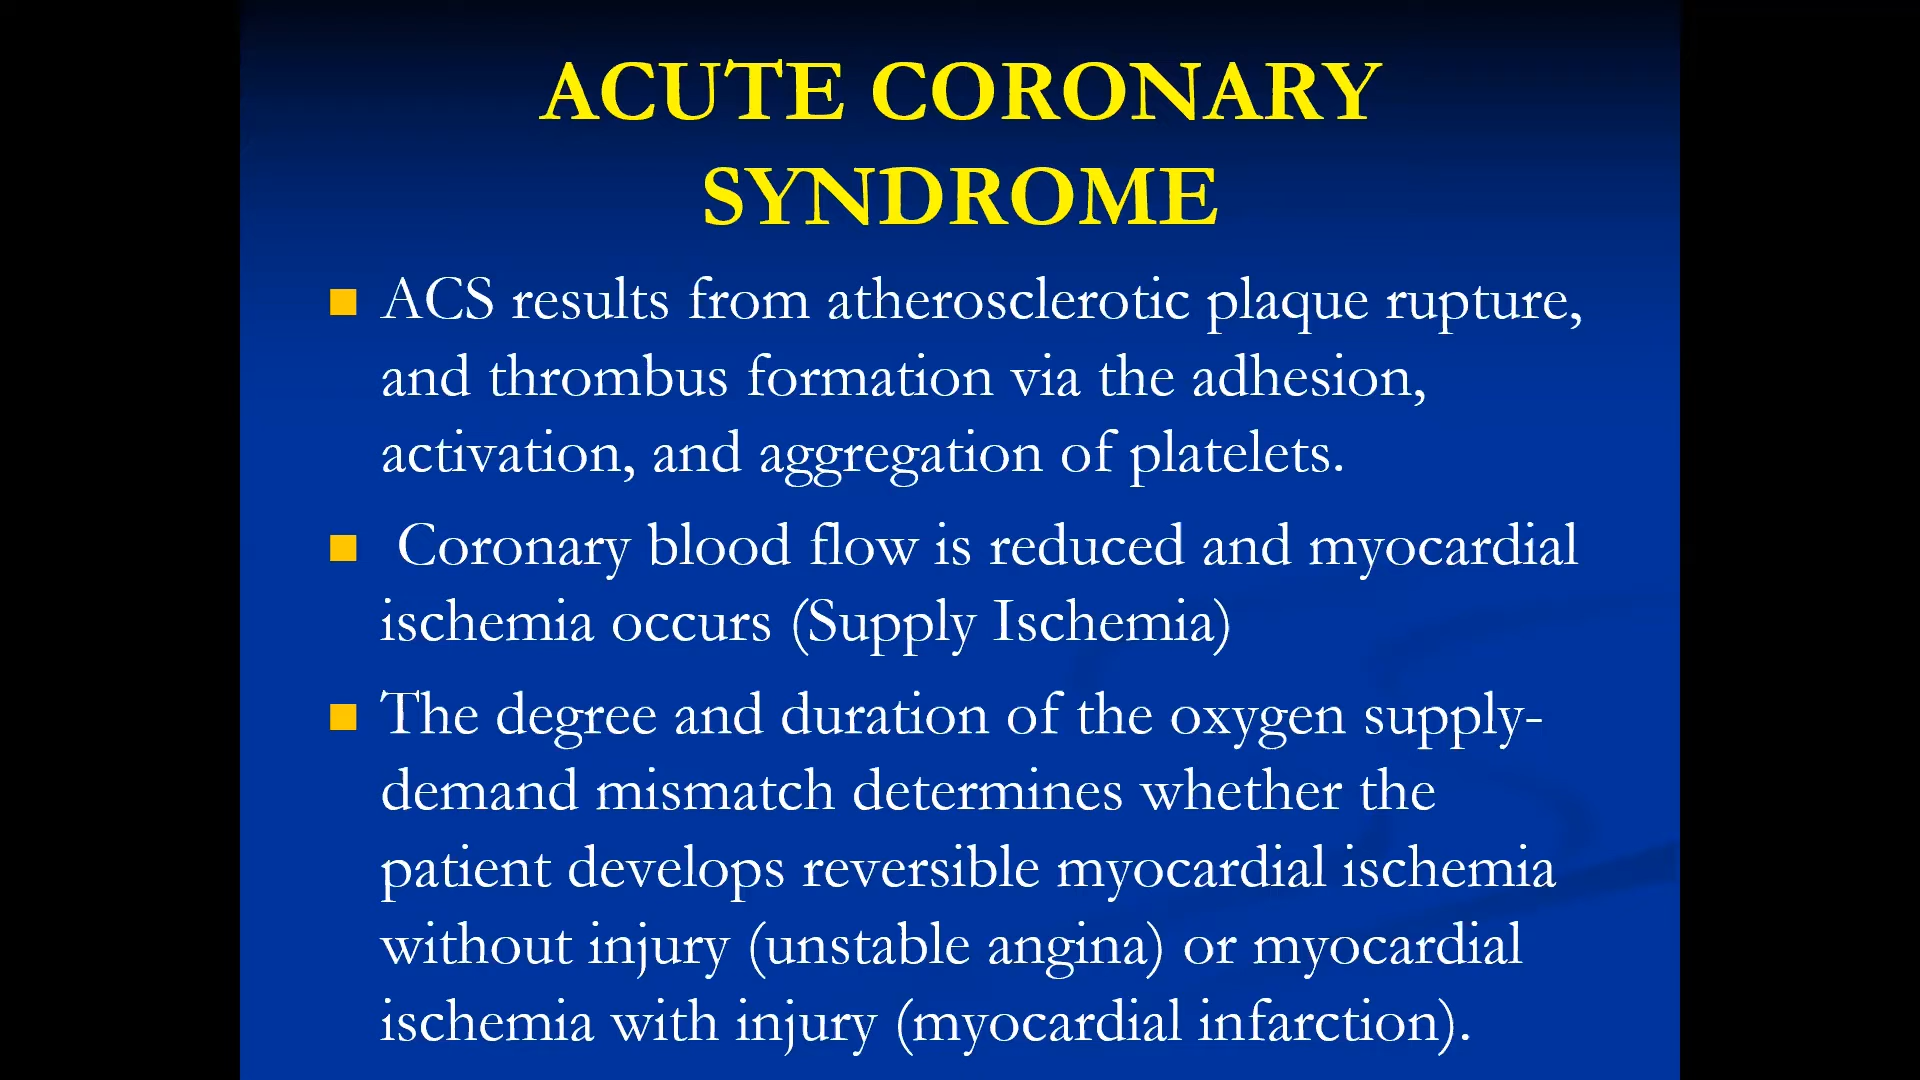 ACUTE CORONARY
SYNDROME
ACS results from atherosclerotic plaque rupture,
and thrombus formation via the adhesion,
activation, and aggregation of platelets.
Coronary blood flow is reduced and myocardial
ischemia occurs (Supply Ischemia)
The degree and duration of the oxygen supply-
demand mismatch determines whether the
patient develops reversible myocardial ischemia
without injury (unstable angina) or myocardial
ischemia with injury (myocardial infarction).